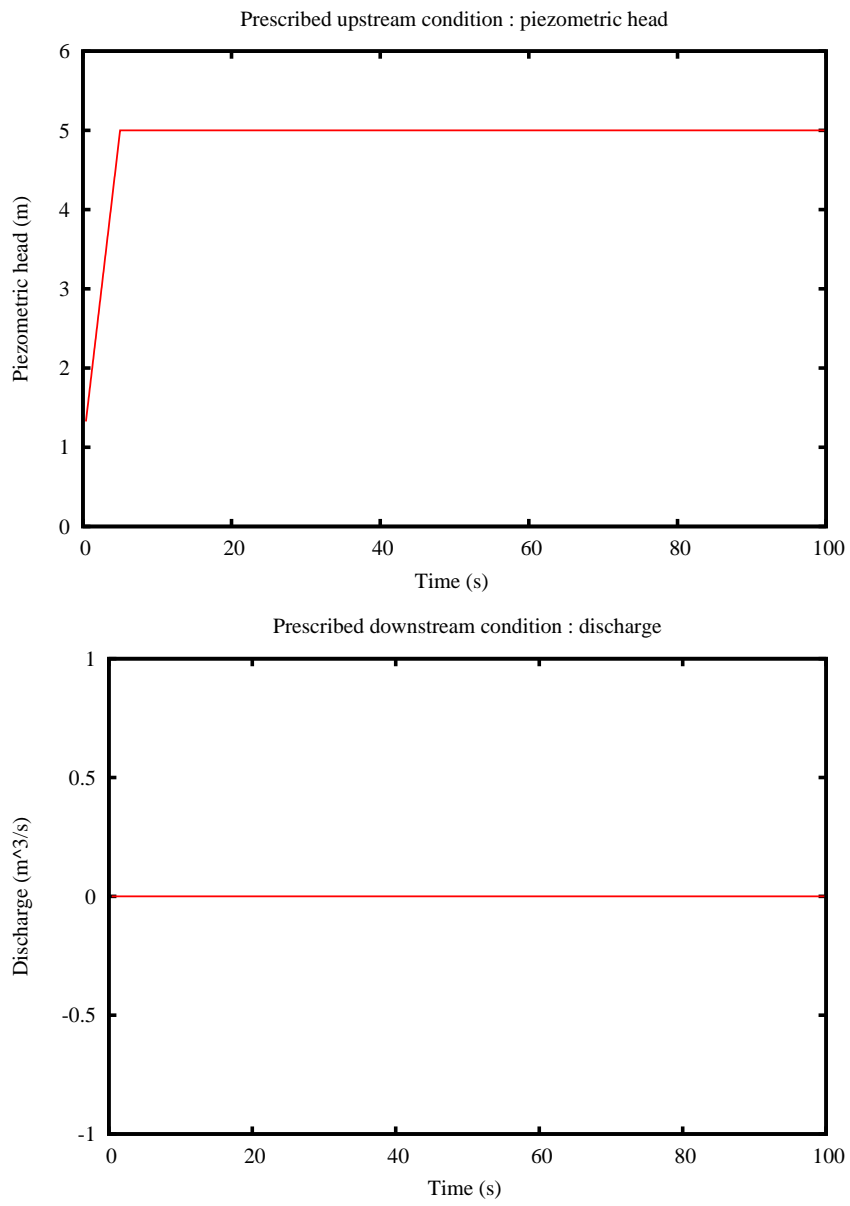 Prescribed upstream condition : piezometric head
6
5
4
3
2
1
0
Piezometric head (m)
0 20 40 60 80 100
Time (s)
Prescribed downstream condition : discharge
1
0.5
0
-0.5
-1
Discharge (m^3/s)
0 20 40 60 80 100
Time (s)